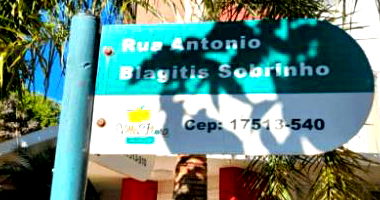 Rua Antonio
Biagitis Sobrinho
Cep: 17513-540